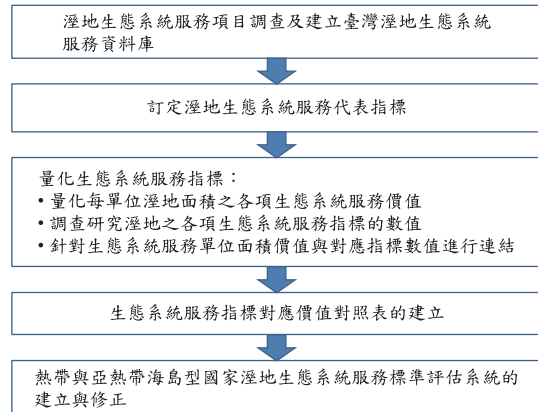 溼地生態系統服務項目調查及建立臺灣溼地生態系統
服務資料庫
訂定溼地生態系統服務代表指標
量化生態系統服務指標：
• 量化每單位溼地面積之各項生態系統服務價值
• 調查研究溼地之各項生態系統服務指標的數值
• 針對生態系統服務單位面積價值與對應指標數值進行連結
生態系統服務指標對應價值對照表的建立
熱帶與亞熱帶海島型國家溼地生態系統服務標準評估系統的
建立與修正